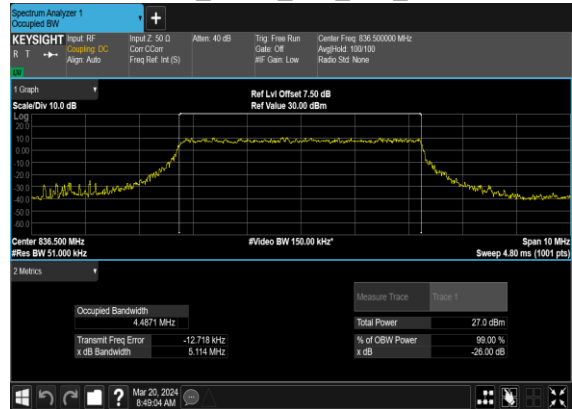 Spectrum Analyzer 1
Occupied BW
KEYSIGHT Input: RF Input Z: 50 Ω Atten: 40 dB Trig: Free Run Center Freq: 836.500000 MHz
R T Coupling: DC Corr CCorr Gate: Off Avg|Hold: 100/100
Align: Auto Freq Ref: Int (S) #IF Gain: Low Radio Std: None
LW
1 Graph Ref Lvl Offset 7.50 dB
Scale/Div 10.0 dB Ref Value 30.00 dBm
Log
20.0
10.0
0.00
-10.0
-20.0
-30.0
-40.0
-50.0
-60.0
Center 836.500 MHz #Video BW 150.00 kHz* Span 10 MHz
#Res BW 51.000 kHz Sweep 4.80 ms (1001 pts)
2 Metrics
Measure Trace Trace 1
Occupied Bandwidth
4.4871 MHz Total Power 27.0 dBm
Transmit Freq Error -12.718 kHz % of OBW Power 99.00 %
x dB Bandwidth 5.114 MHz x dB -26.00 dB
Mar 20, 2024
8:49:04 AM